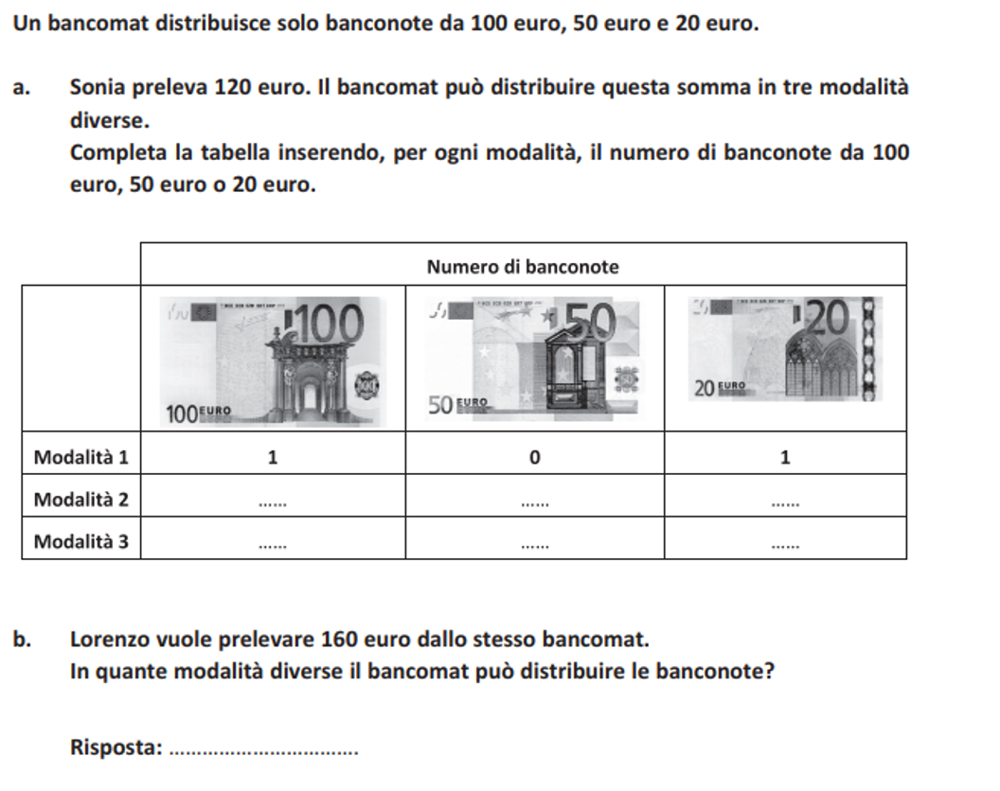 Un bancomat distribuisce solo banconote da 100 euro, 50 euro e 20 euro.
a. Sonia preleva 120 euro. Il bancomat può distribuire questa somma in tre modalità
diverse.
Completa la tabella inserendo, per ogni modalità, il numero di banconote da 100
euro, 50 euro o 20 euro.
Numero di banconote
100 50 20
100 EURO 50 EURO 20 EURO
Modalità 1 1 0 1
Modalità 2 ...... ...... ......
Modalità 3 ...... ...... ......
b. Lorenzo vuole prelevare 160 euro dallo stesso bancomat.
In quante modalità diverse il bancomat può distribuire le banconote?
Risposta: ..................................